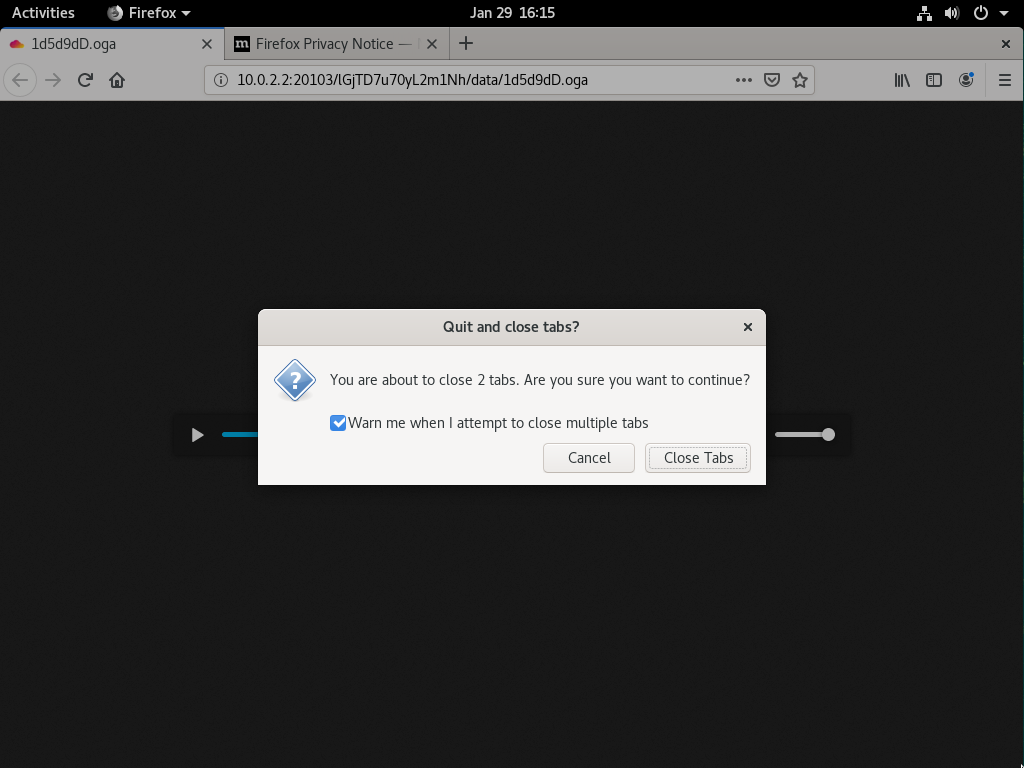 Activities Firefox Jan 29 16:15
1d5d9dD.oga m Firefox Privacy Notice —
10.0.2.2:20103/lGjTD7u70yL2m1Nh/data/1d5d9dD.oga
Quit and close tabs?
You are about to close 2 tabs. Are you sure you want to continue?
Warn me when I attempt to close multiple tabs
Cancel Close Tabs